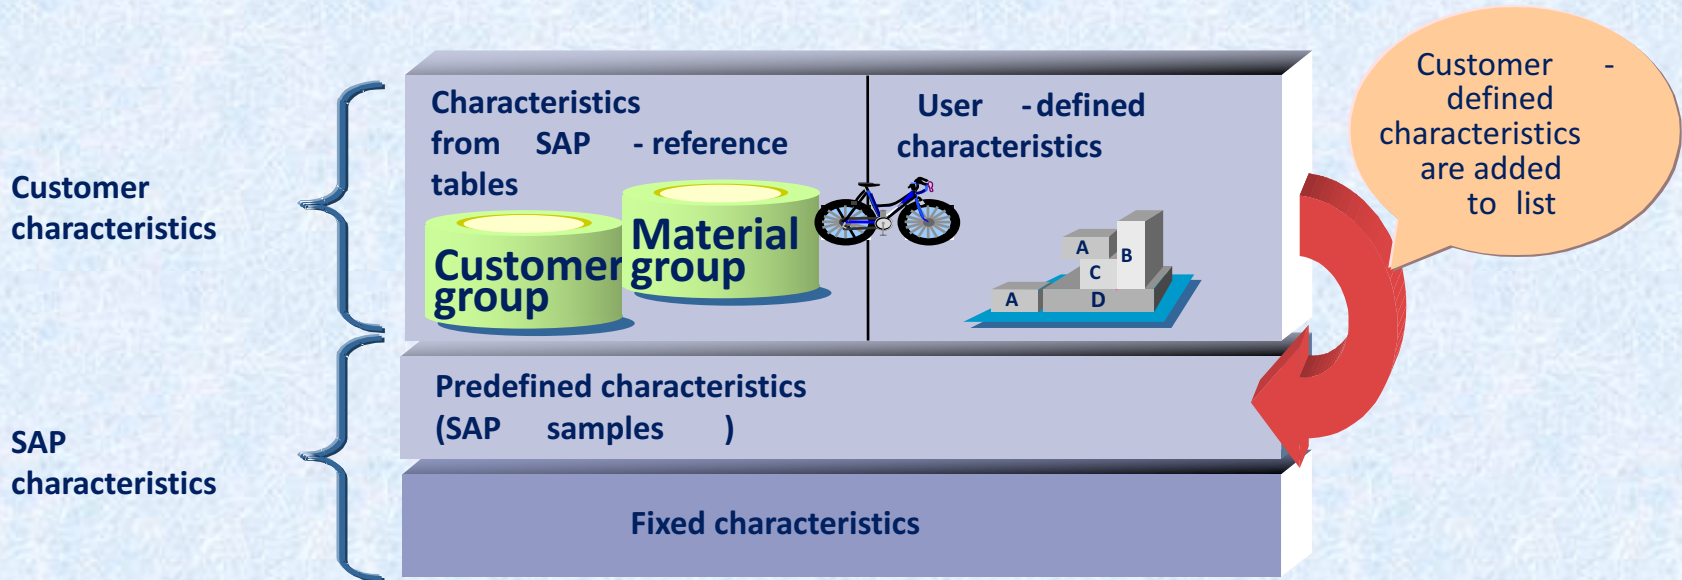 Customer
characteristics
SAP
characteristics
Characteristics
from SAP - reference
tables
Customer
group
Material
group
User - defined
characteristics
A
B
C
A
D
Predefined characteristics
(SAP samples )
Fixed characteristics
Customer -
defined
characteristics
are added
to list